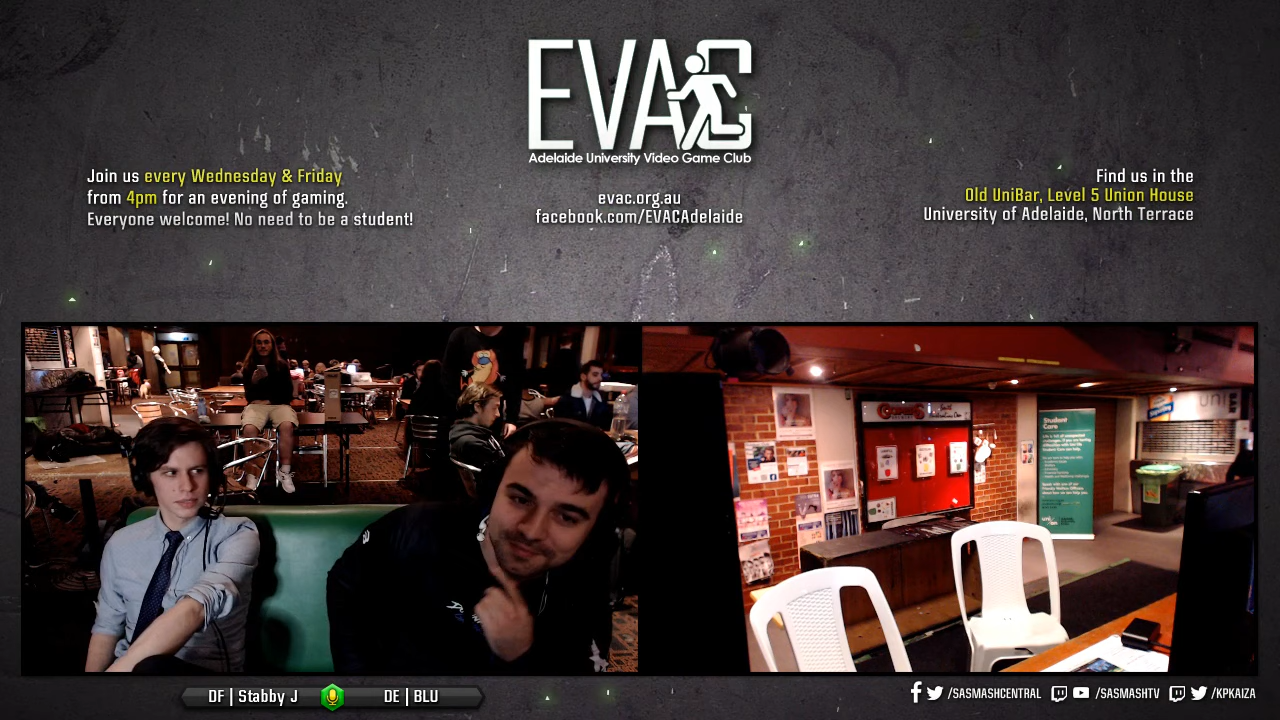 EVAC
Adelaide University Video Game Club
Join us every Wednesday & Friday
from 4pm for an evening of gaming.
Everyone welcome! No need to be a student!
evac.org.au
facebook.com/EVACAdelaide
Find us in the
Old UniBar, Level 5 Union House
University of Adelaide, North Terrace
Student
Care
DF | Stabby J
DE | BLU
/SASMASHCENTRAL
/SASMASHTV
/KPKAIZA